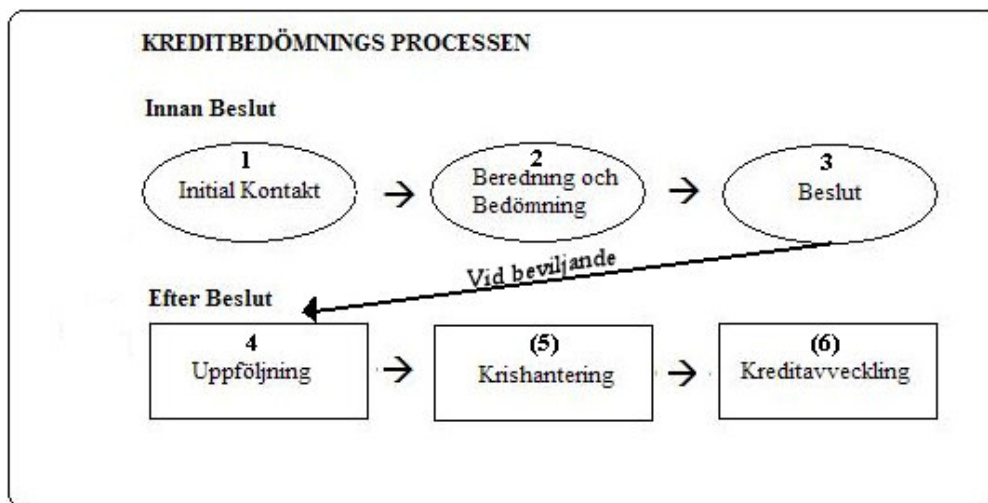 KREDITBEDÖMNINGS PROCESSEN
Innan Beslut
1
Initial Kontakt
2
Beredning och
Bedömning
3
Beslut
Vid beviljande
Efter Beslut
4
Uppföljning
(5)
Krishantering
(6)
Kreditavveckling